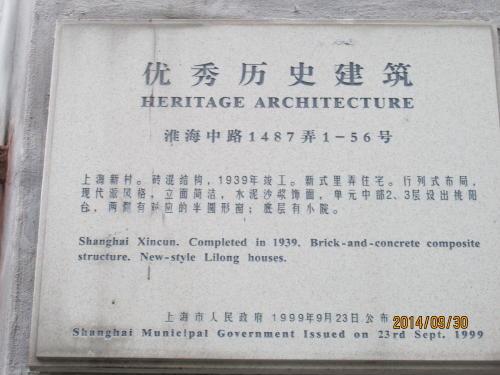 优秀历史建筑
HERITAGE ARCHITECTURE
淮海中路1487弄1-56号
上海新村。砖混结构，1939年竣工。新式里弄住宅。行列式布局，
现代派风格，立面简洁，水泥沙浆饰面，单元中部2、3层设出挑阳
台，两侧有对应的半圆形窗；底层有小院。
Shanghai Xincun. Completed in 1939. Brick-and-concrete composite
structure. New-style Lilong houses.
上海市人民政府 1999年9月23日公布
Shanghai Municipal Government Issued on 23rd Sept. 1999
2014/09/30